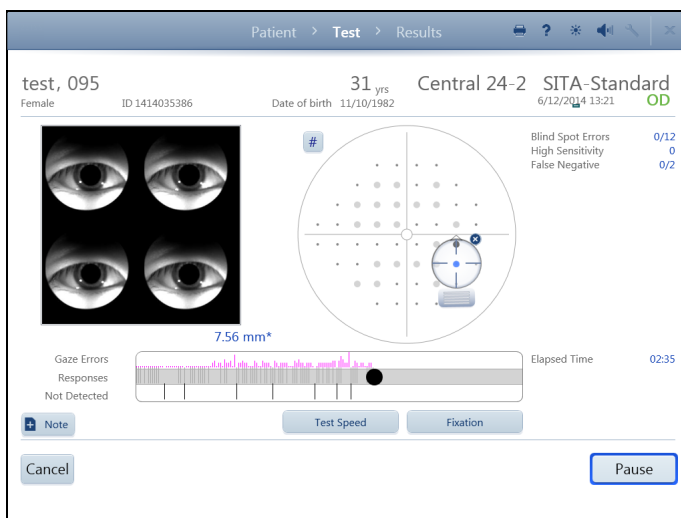 Patient > Test > Results
?
test, 095
31 yrs
Central 24-2
SITA-Standard
Female
ID 1414035386
Date of birth 11/10/1982
6/12/2014 13:21
OD
#
Blind Spot Errors 0/12
High Sensitivity 0
False Negative 0/2
7.56 mm*
Gaze Errors
Responses
Not Detected
Elapsed Time 02:35
Note
Test Speed
Fixation
Cancel
Pause